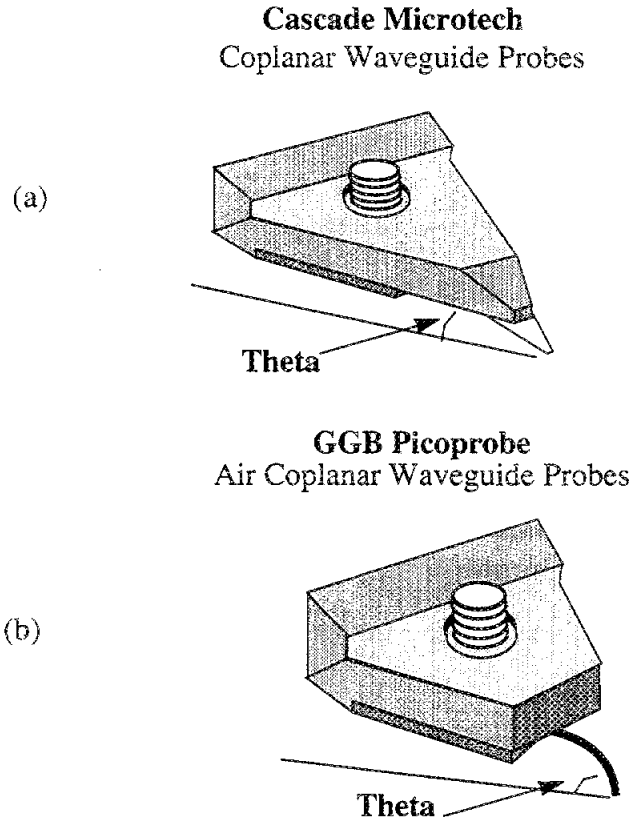 Cascade Microtech
Coplanar Waveguide Probes
(a)
Theta
GGB Picoprobe
Air Coplanar Waveguide Probes
(b)
Theta